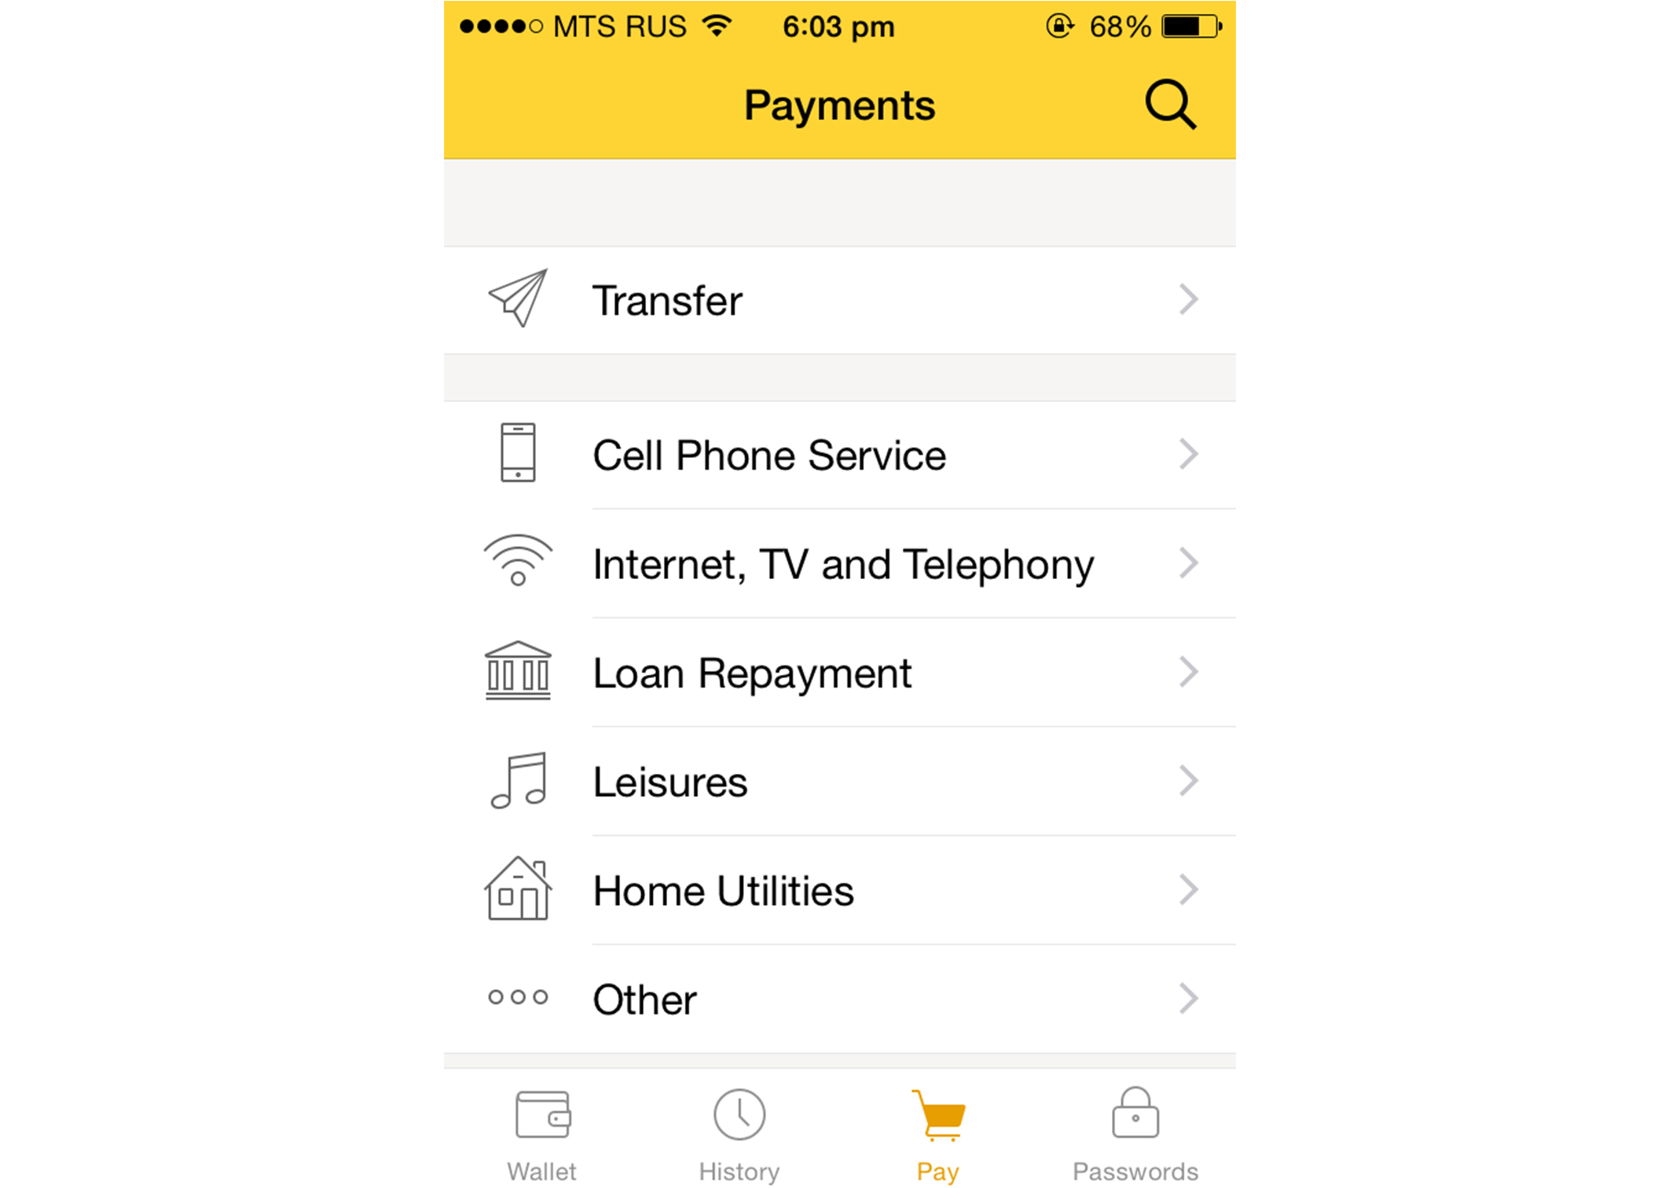 MTS RUS 6:03 pm 68%
Payments
Transfer
Cell Phone Service
Internet, TV and Telephony
Loan Repayment
Leisures
Home Utilities
Other
Wallet History Pay Passwords